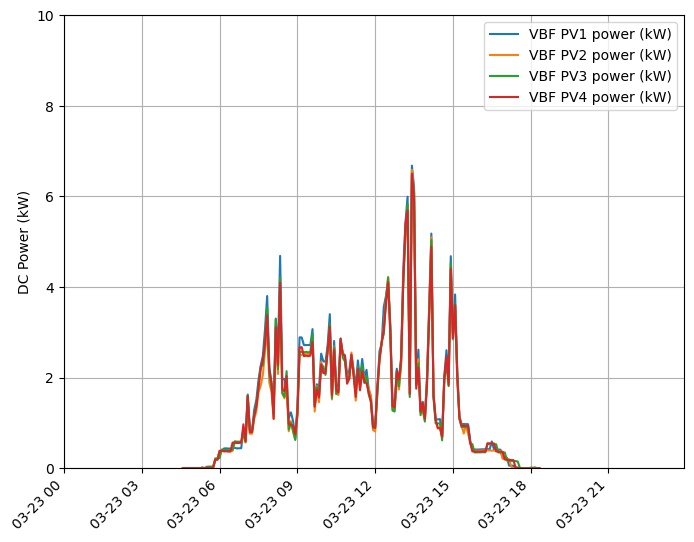 10
8
6
4
2
0
DC Power (kW)
VBF PV1 power (kW)
VBF PV2 power (kW)
VBF PV3 power (kW)
VBF PV4 power (kW)
03-23 00
03-23 03
03-23 06
03-23 09
03-23 12
03-23 15
03-23 18
03-23 21